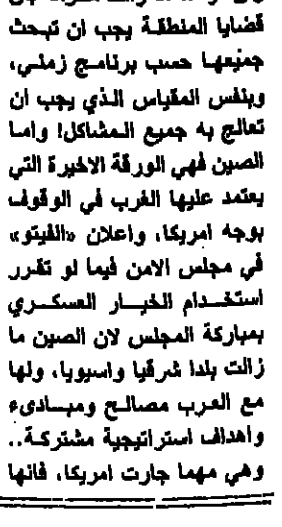 قضايا المنطقة يجب ان تبحث
جميعها حسب برنامج زمني،
وبنفس المقياس الذي يجب ان
تعالج به جميع المشاكل! واما
الصين فهي الورقة الاخيرة التي
يعتمد عليها الغرب في الوقوف
بوجه امريكا، واعلان «الفيتو»
في مجلس الامن فيما لو تقرر
استخدام الخيار العسكري
بمباركة المجلس لان الصين ما
زالت بلدا شرقيا واسيويا، ولها
مع العرب مصالح ومبادىء
واهداف استراتيجية مشتركة..
وهي مهما جارت امريكا، فانها